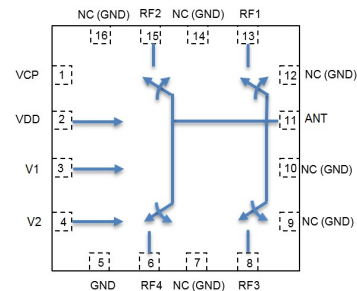 NC (GND) RF2 NC (GND) RF1
16 15 14 13
VCP 1 12 NC (GND)
VDD 2 11 ANT
V1 3 10 NC (GND)
V2 4 9 NC (GND)
5 6 7 8
GND RF4 NC (GND) RF3